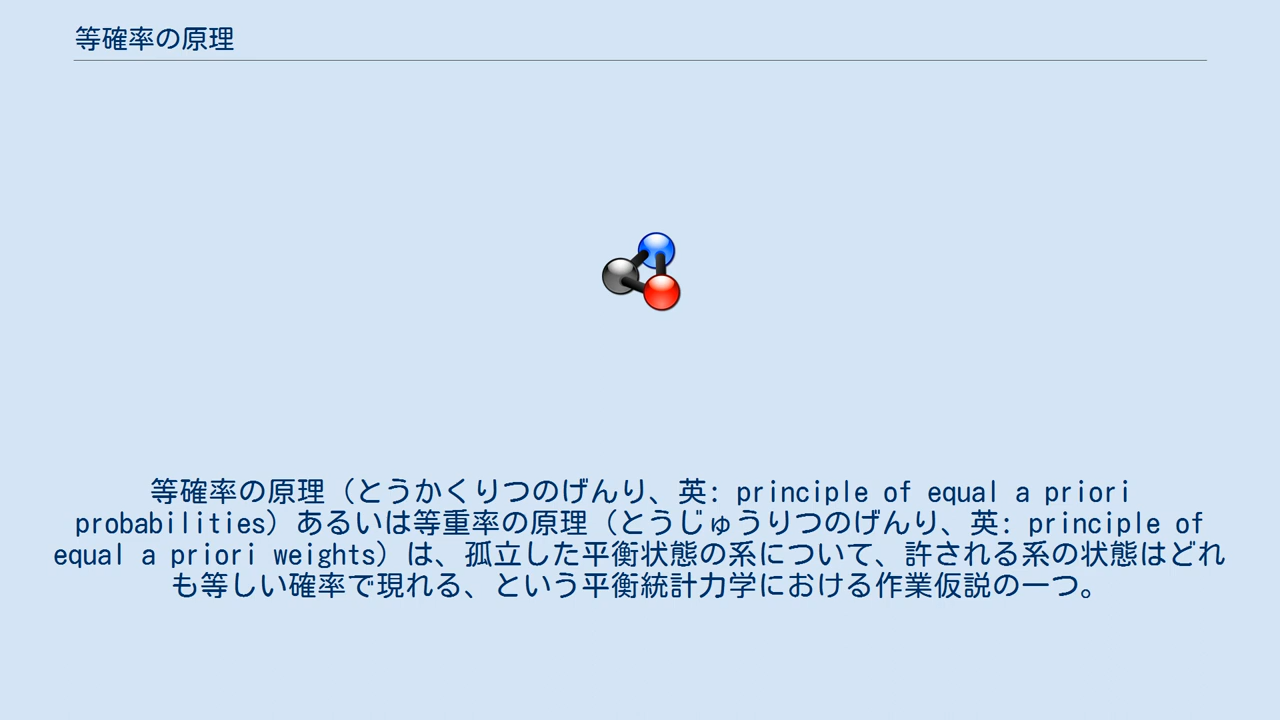 等確率の原理
等確率の原理（とうかくりつのげんり、英: principle of equal a priori
probabilities）あるいは等重率の原理（とうじゅうりつのげんり、英: principle of
equal a priori weights）は、孤立した平衡状態の系について、許される系の状態はどれ
も等しい確率で現れる、という平衡統計力学における作業仮説の一つ。